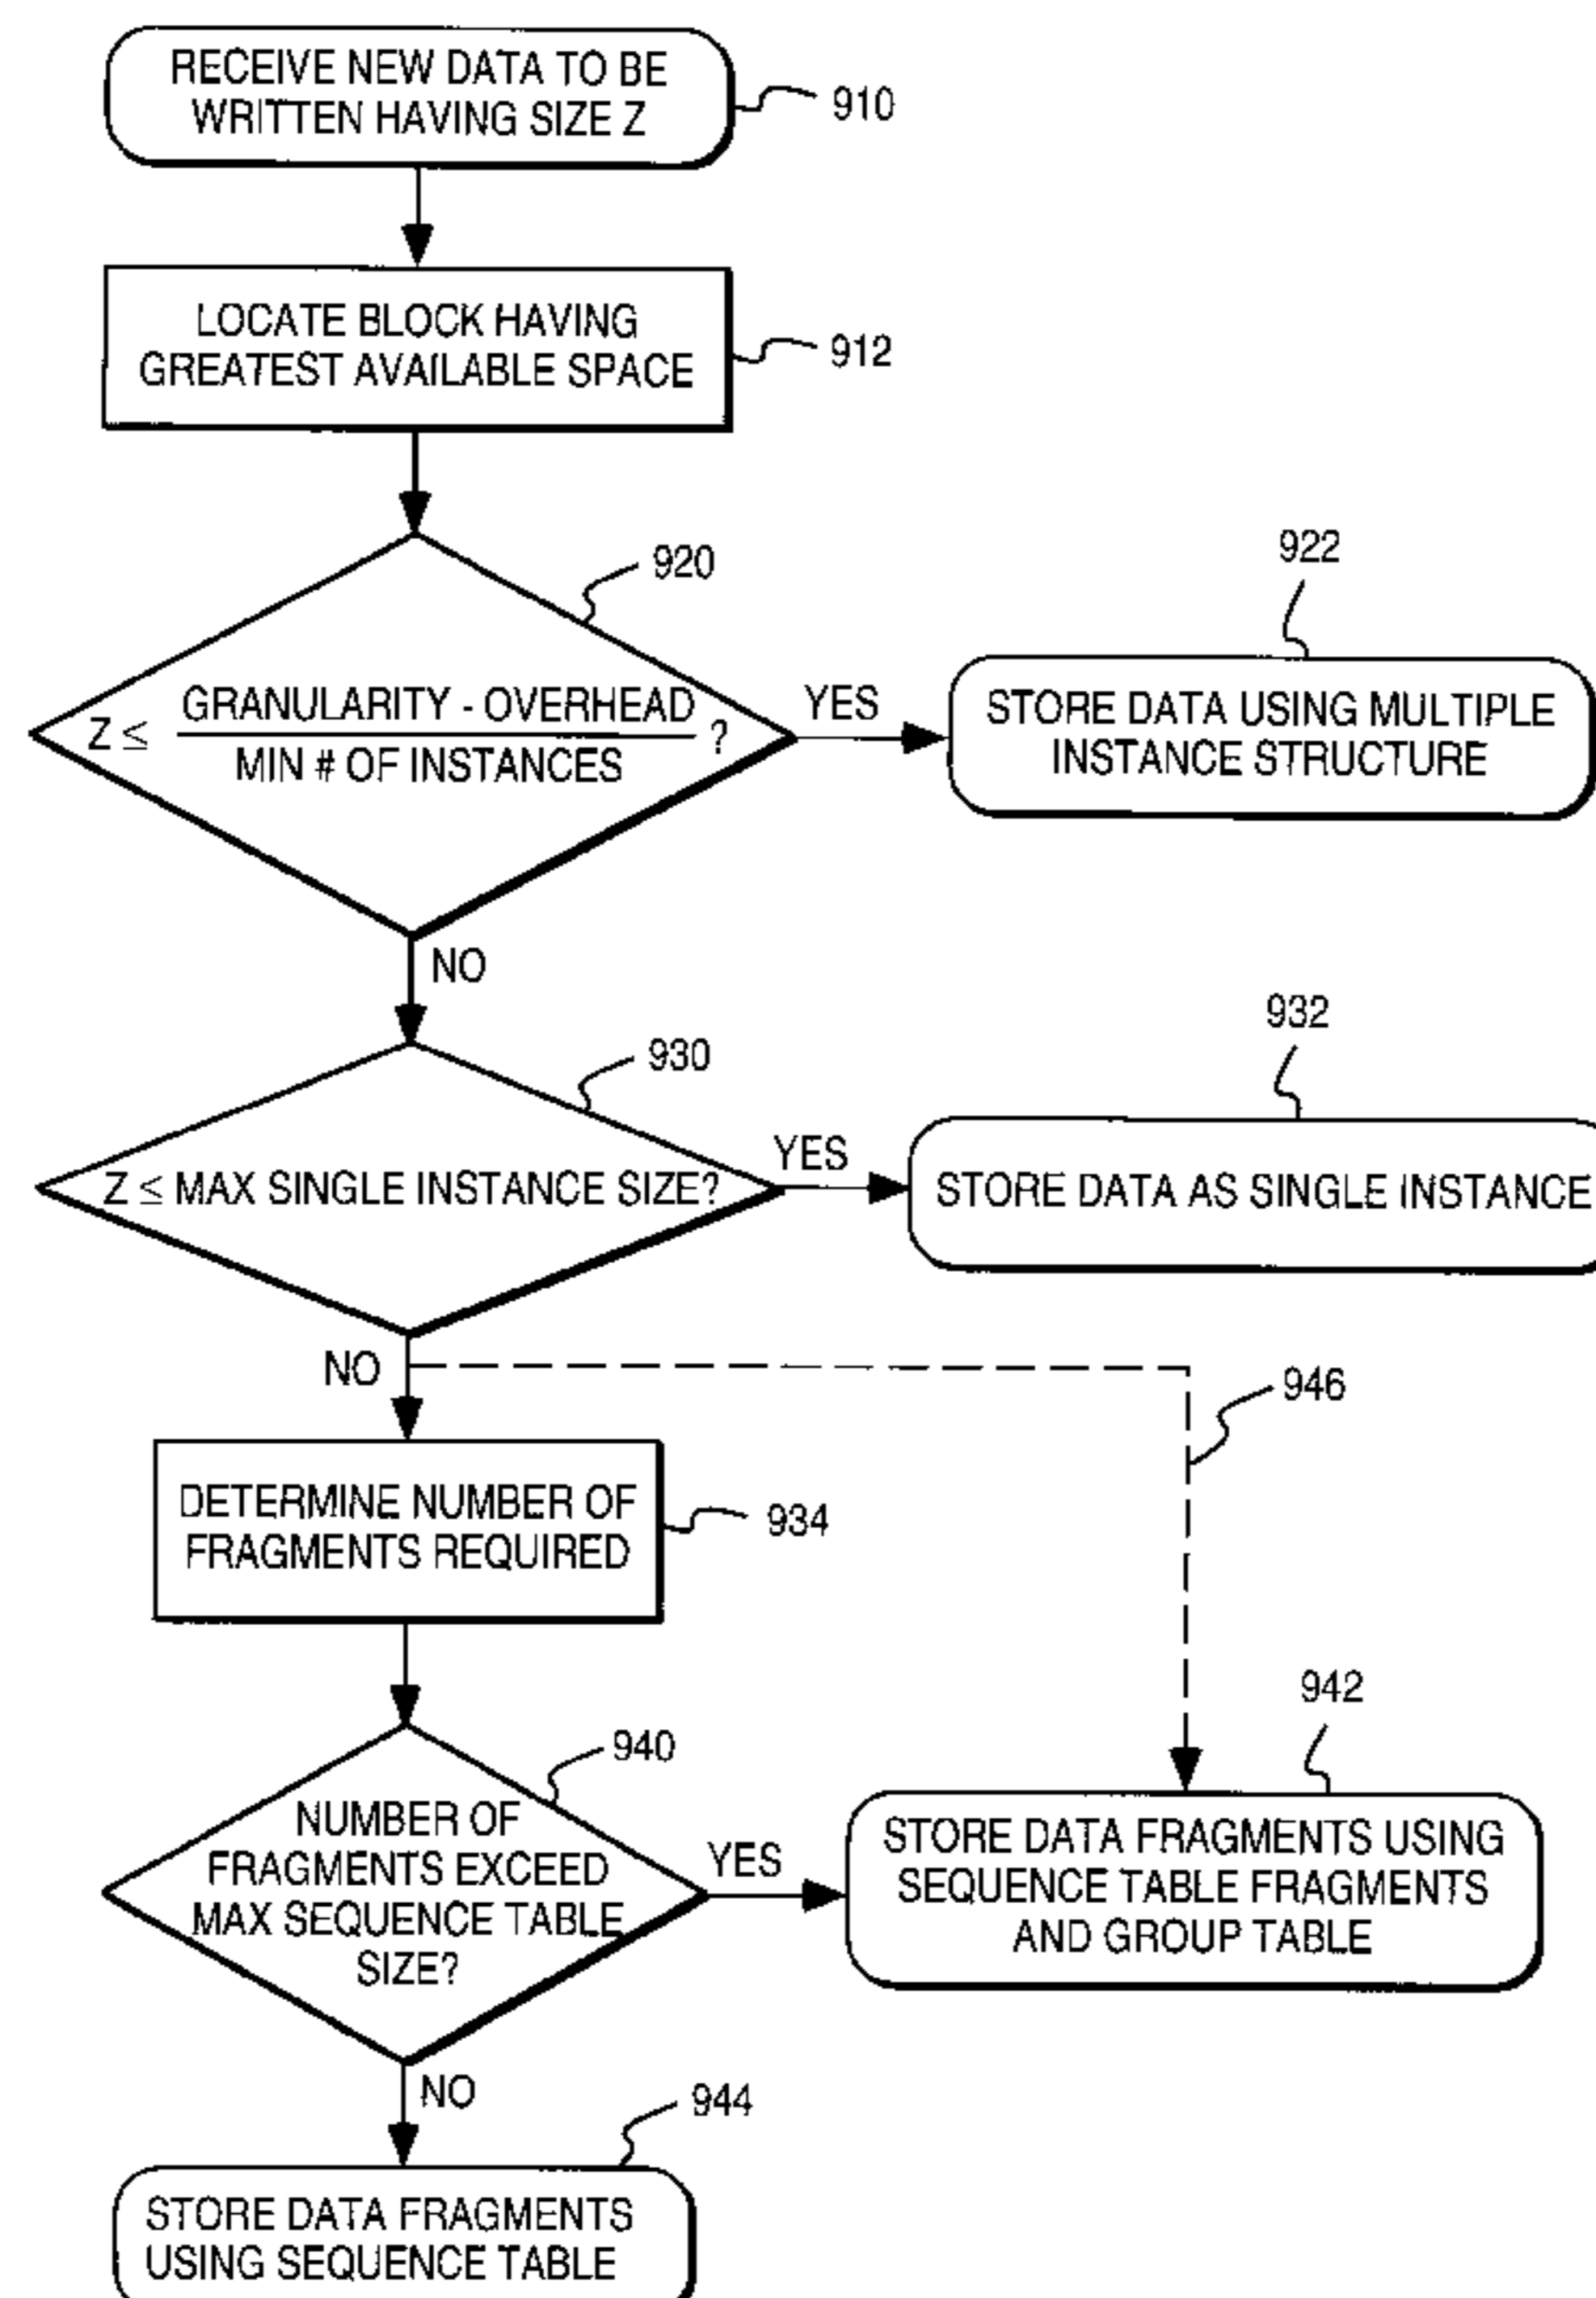 RECEIVE NEW DATA TO BE
WRITTEN HAVING SIZE Z
910
LOCATE BLOCK HAVING
GREATEST AVAILABLE SPACE
912
920
Z ≤ GRANULARITY - OVERHEAD ?
MIN # OF INSTANCES
YES
922
STORE DATA USING MULTIPLE
INSTANCE STRUCTURE
NO
930
Z ≤ MAX SINGLE INSTANCE SIZE?
YES
932
STORE DATA AS SINGLE INSTANCE
NO
946
DETERMINE NUMBER OF
FRAGMENTS REQUIRED
934
940
NUMBER OF
FRAGMENTS EXCEED
MAX SEQUENCE TABLE
SIZE?
YES
942
STORE DATA FRAGMENTS USING
SEQUENCE TABLE FRAGMENTS
AND GROUP TABLE
NO
944
STORE DATA FRAGMENTS
USING SEQUENCE TABLE